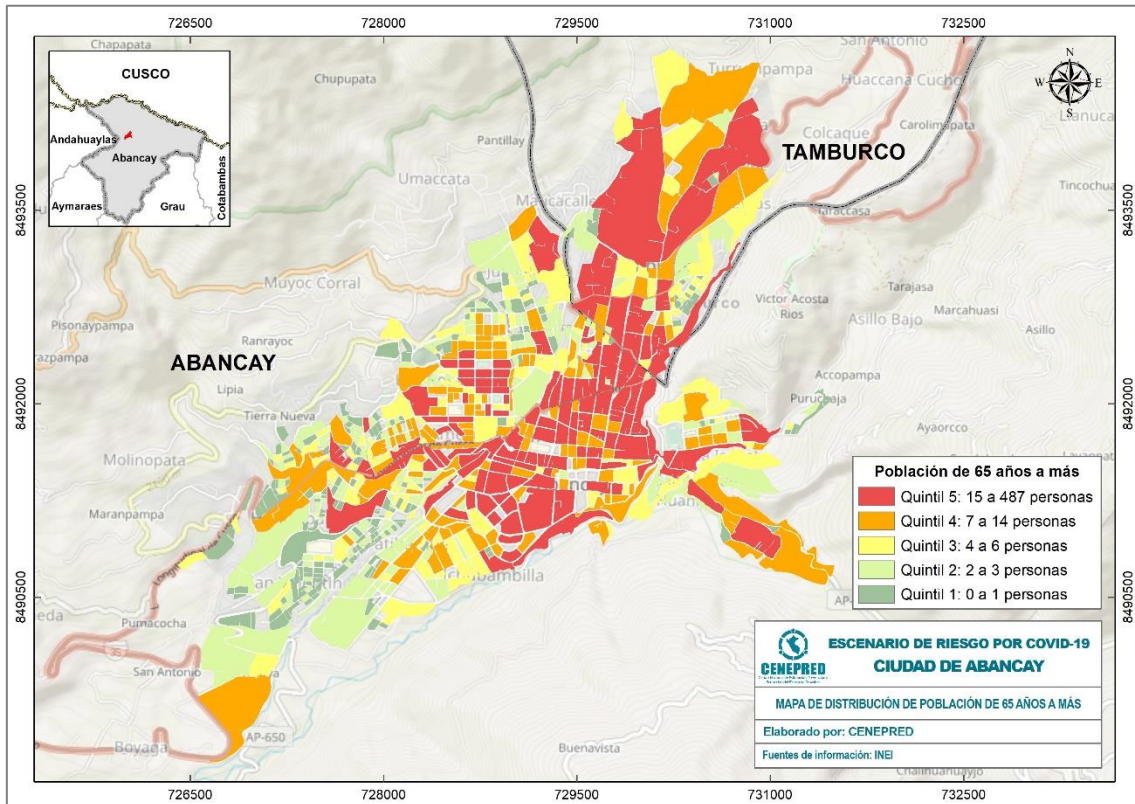 726500
728000
729500
731000
732500
8493500
8492000
8490500
8493500
8492000
8490500
726500
728000
729500
731000
732500
CUSCO
Andahuaylas
Abancay
Aymaraes
Grau
Cotabambas
N
W
E
S
ABANCAY
TAMBURCO
Chapapata
Chupupata
Pantillay
Umaccata
Muyoc Corral
Pisonaypampa
Ranrayoc
Lipia
Tierra Nueva
Molinopata
Maranpampa
Pumacocha
San Antonio
Boyaga
AP-650
35
Buenavista
San Antonio
Huaccana Cucho
Colcaque
Carolimapata
Tincochua
Taraccasa
Tarajasa
Victor Acosta
Rios
Marcahuasi
Asillo Bajo
Asillo
Accopampa
Puruchaja
Ayaorcco
Población de 65 años a más
Quintil 5: 15 a 487 personas
Quintil 4: 7 a 14 personas
Quintil 3: 4 a 6 personas
Quintil 2: 2 a 3 personas
Quintil 1: 0 a 1 personas
CENEPRED
ESCENARIO DE RIESGO POR COVID-19
CIUDAD DE ABANCAY
MAPA DE DISTRIBUCIÓN DE POBLACIÓN DE 65 AÑOS A MÁS
Elaborado por: CENEPRED
Fuentes de información: INEI